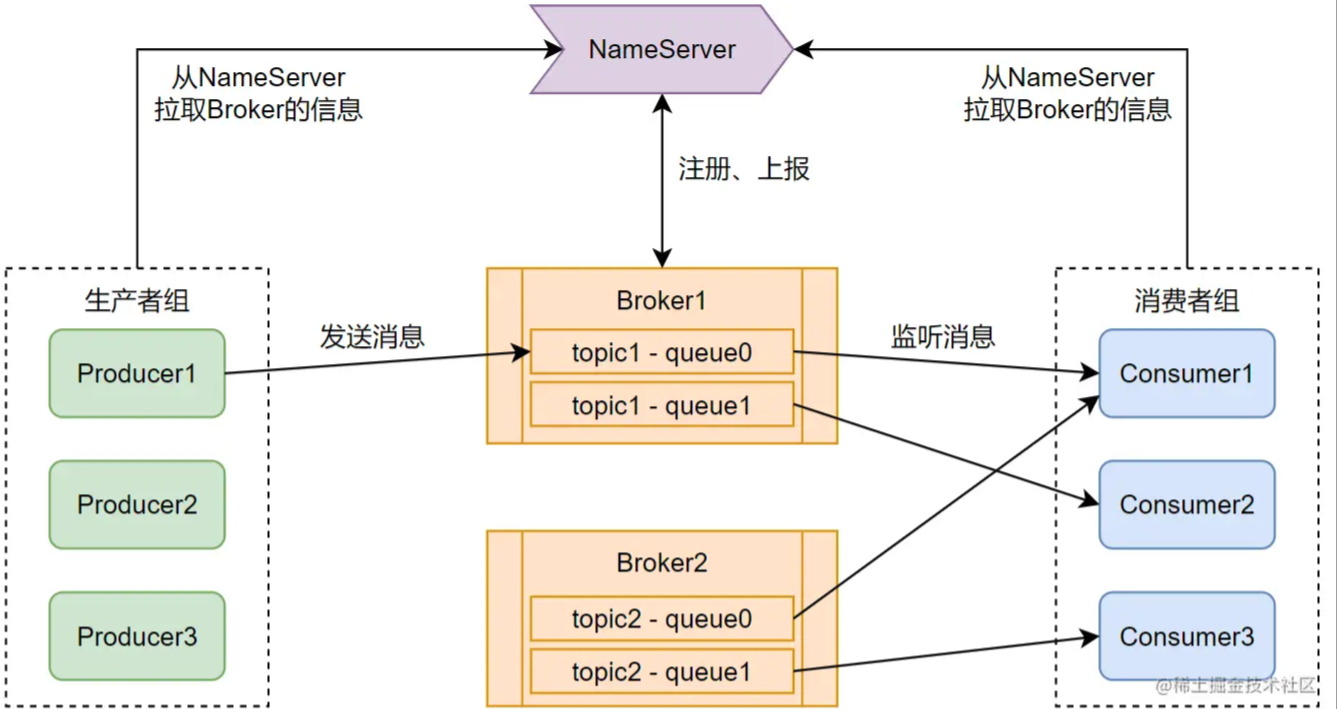 NameServer
从NameServer
拉取Broker的信息
从NameServer
拉取Broker的信息
注册、上报
生产者组
Producer1
Producer2
Producer3
发送消息
Broker1
topic1 - queue0
topic1 - queue1
Broker2
topic2 - queue0
topic2 - queue1
监听消息
消费者组
Consumer1
Consumer2
Consumer3
@稀土掘金技术社区